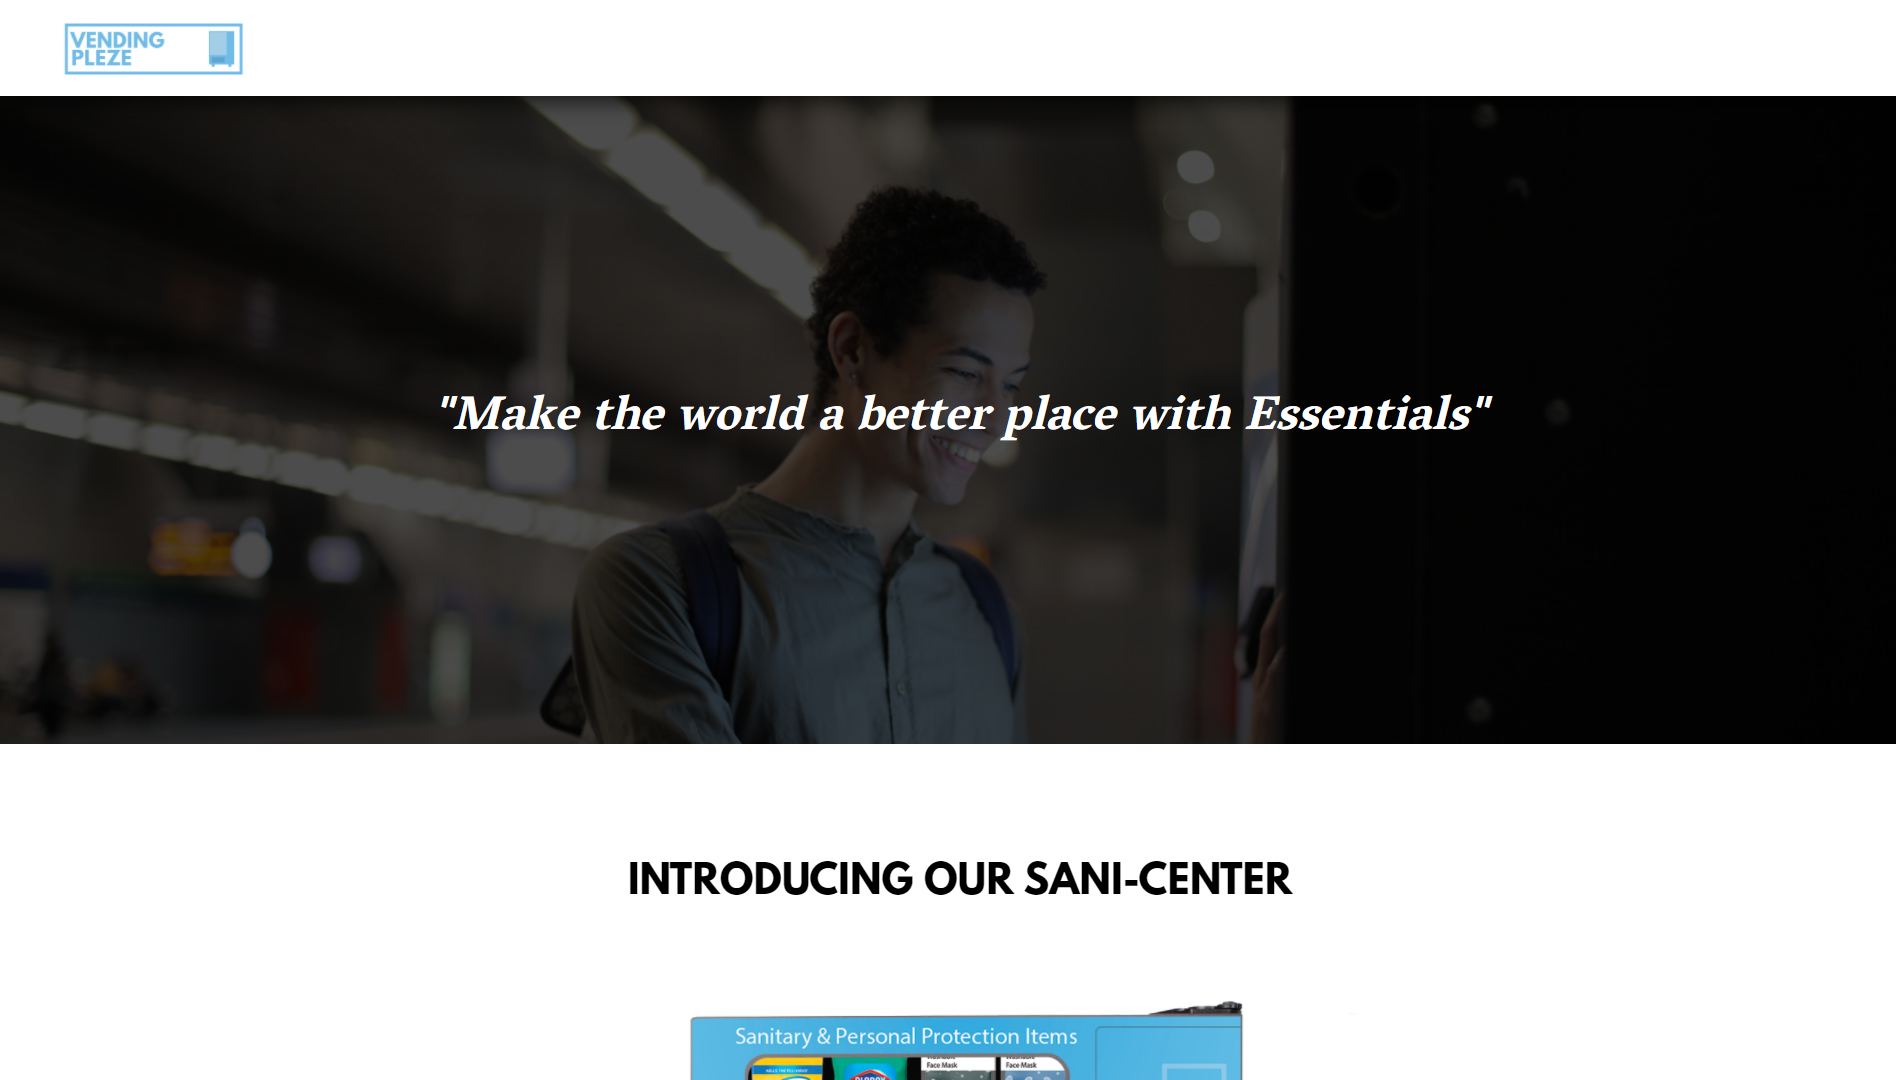 VENDING
PLEZE
"Make the world a better place with Essentials"
INTRODUCING OUR SANI-CENTER
Sanitary & Personal Protection Items
Face Mask
Face Mask